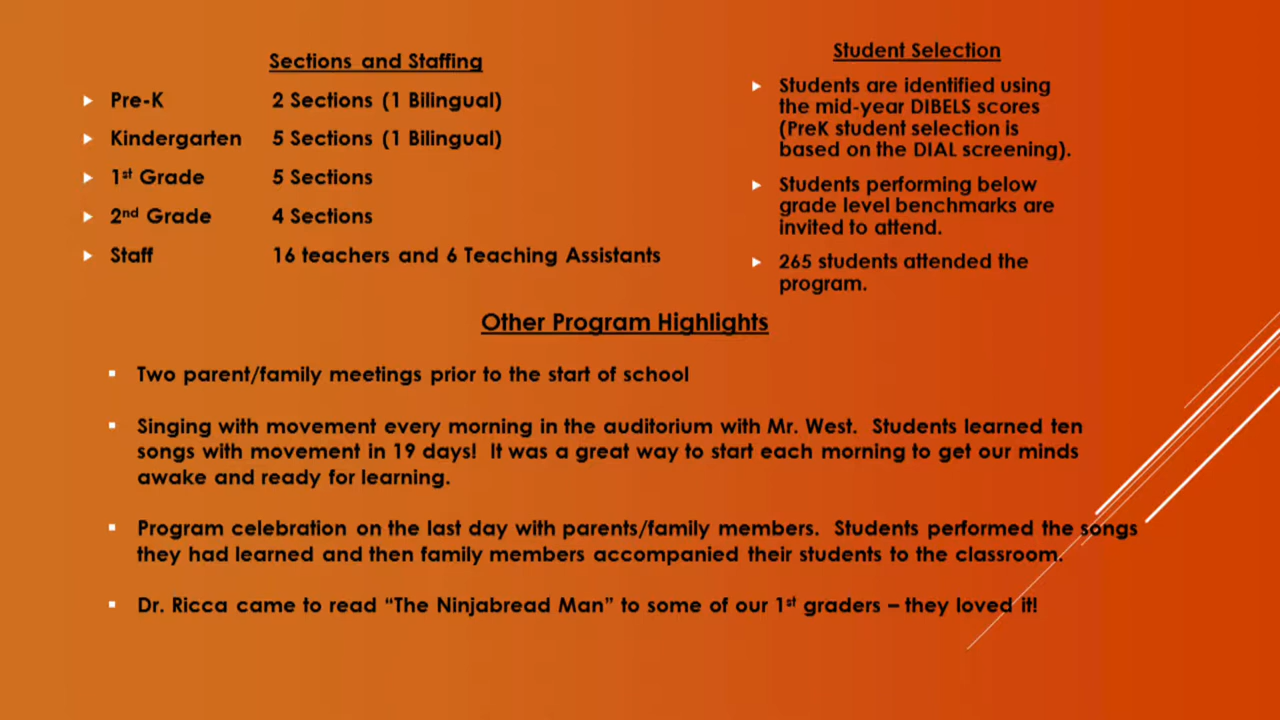 Sections and Staffing
Pre-K 2 Sections (1 Bilingual)
Kindergarten 5 Sections (1 Bilingual)
1st Grade 5 Sections
2nd Grade 4 Sections
Staff 16 teachers and 6 Teaching Assistants
Student Selection
Students are identified using
the mid-year DIBELS scores
(PreK student selection is
based on the DIAL screening).
Students performing below
grade level benchmarks are
invited to attend.
265 students attended the
program.
Other Program Highlights
Two parent/family meetings prior to the start of school
Singing with movement every morning in the auditorium with Mr. West. Students learned ten
songs with movement in 19 days! It was a great way to start each morning to get our minds
awake and ready for learning.
Program celebration on the last day with parents/family members. Students performed the songs
they had learned and then family members accompanied their students to the classroom.
Dr. Ricca came to read “The Ninjabread Man” to some of our 1st graders – they loved it!